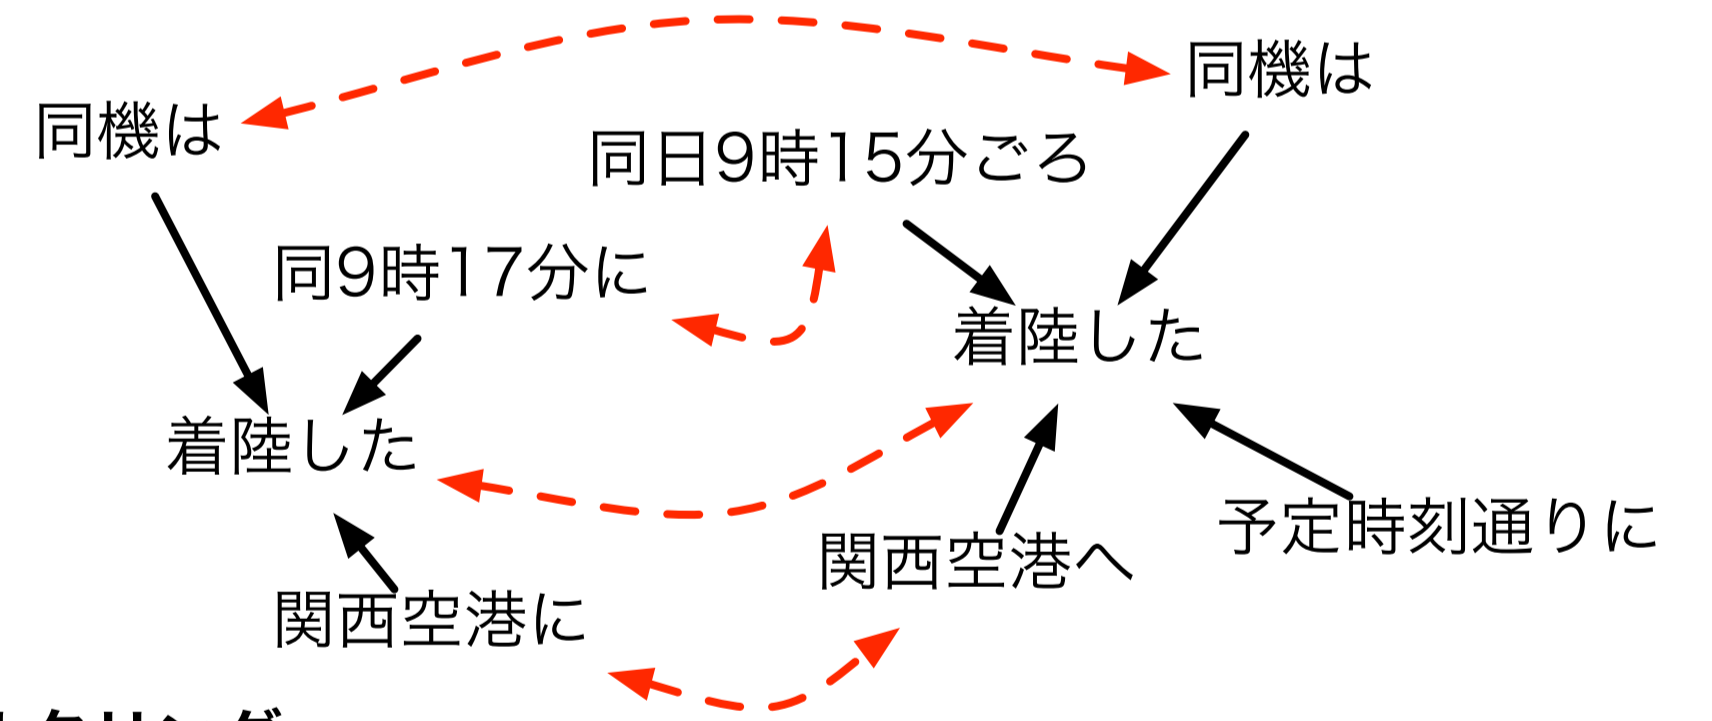 同機は
同機は
同日9時15分ごろ
同9時17分に
着陸した
着陸した
予定時刻通りに
関西空港へ
関西空港に